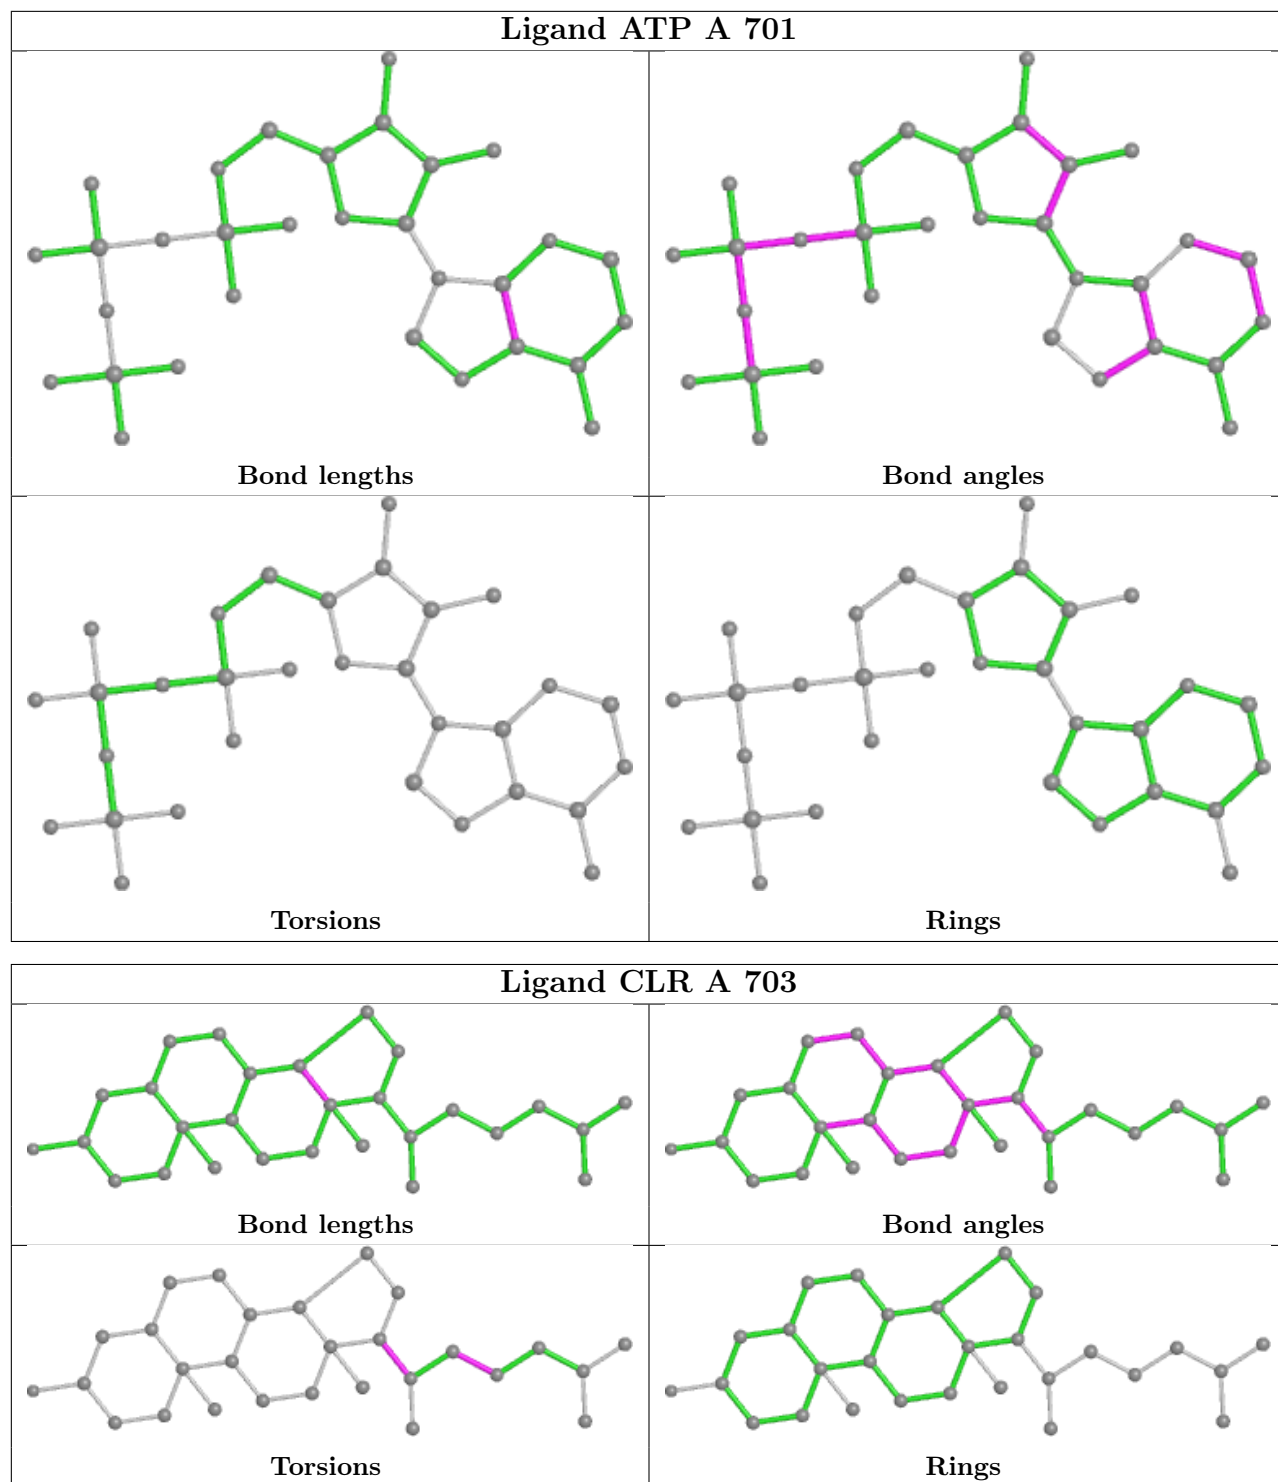 Ligand ATP A 701
Bond lengths
Bond angles
Torsions
Rings
Ligand CLR A 703
Bond lengths
Bond angles
Torsions
Rings